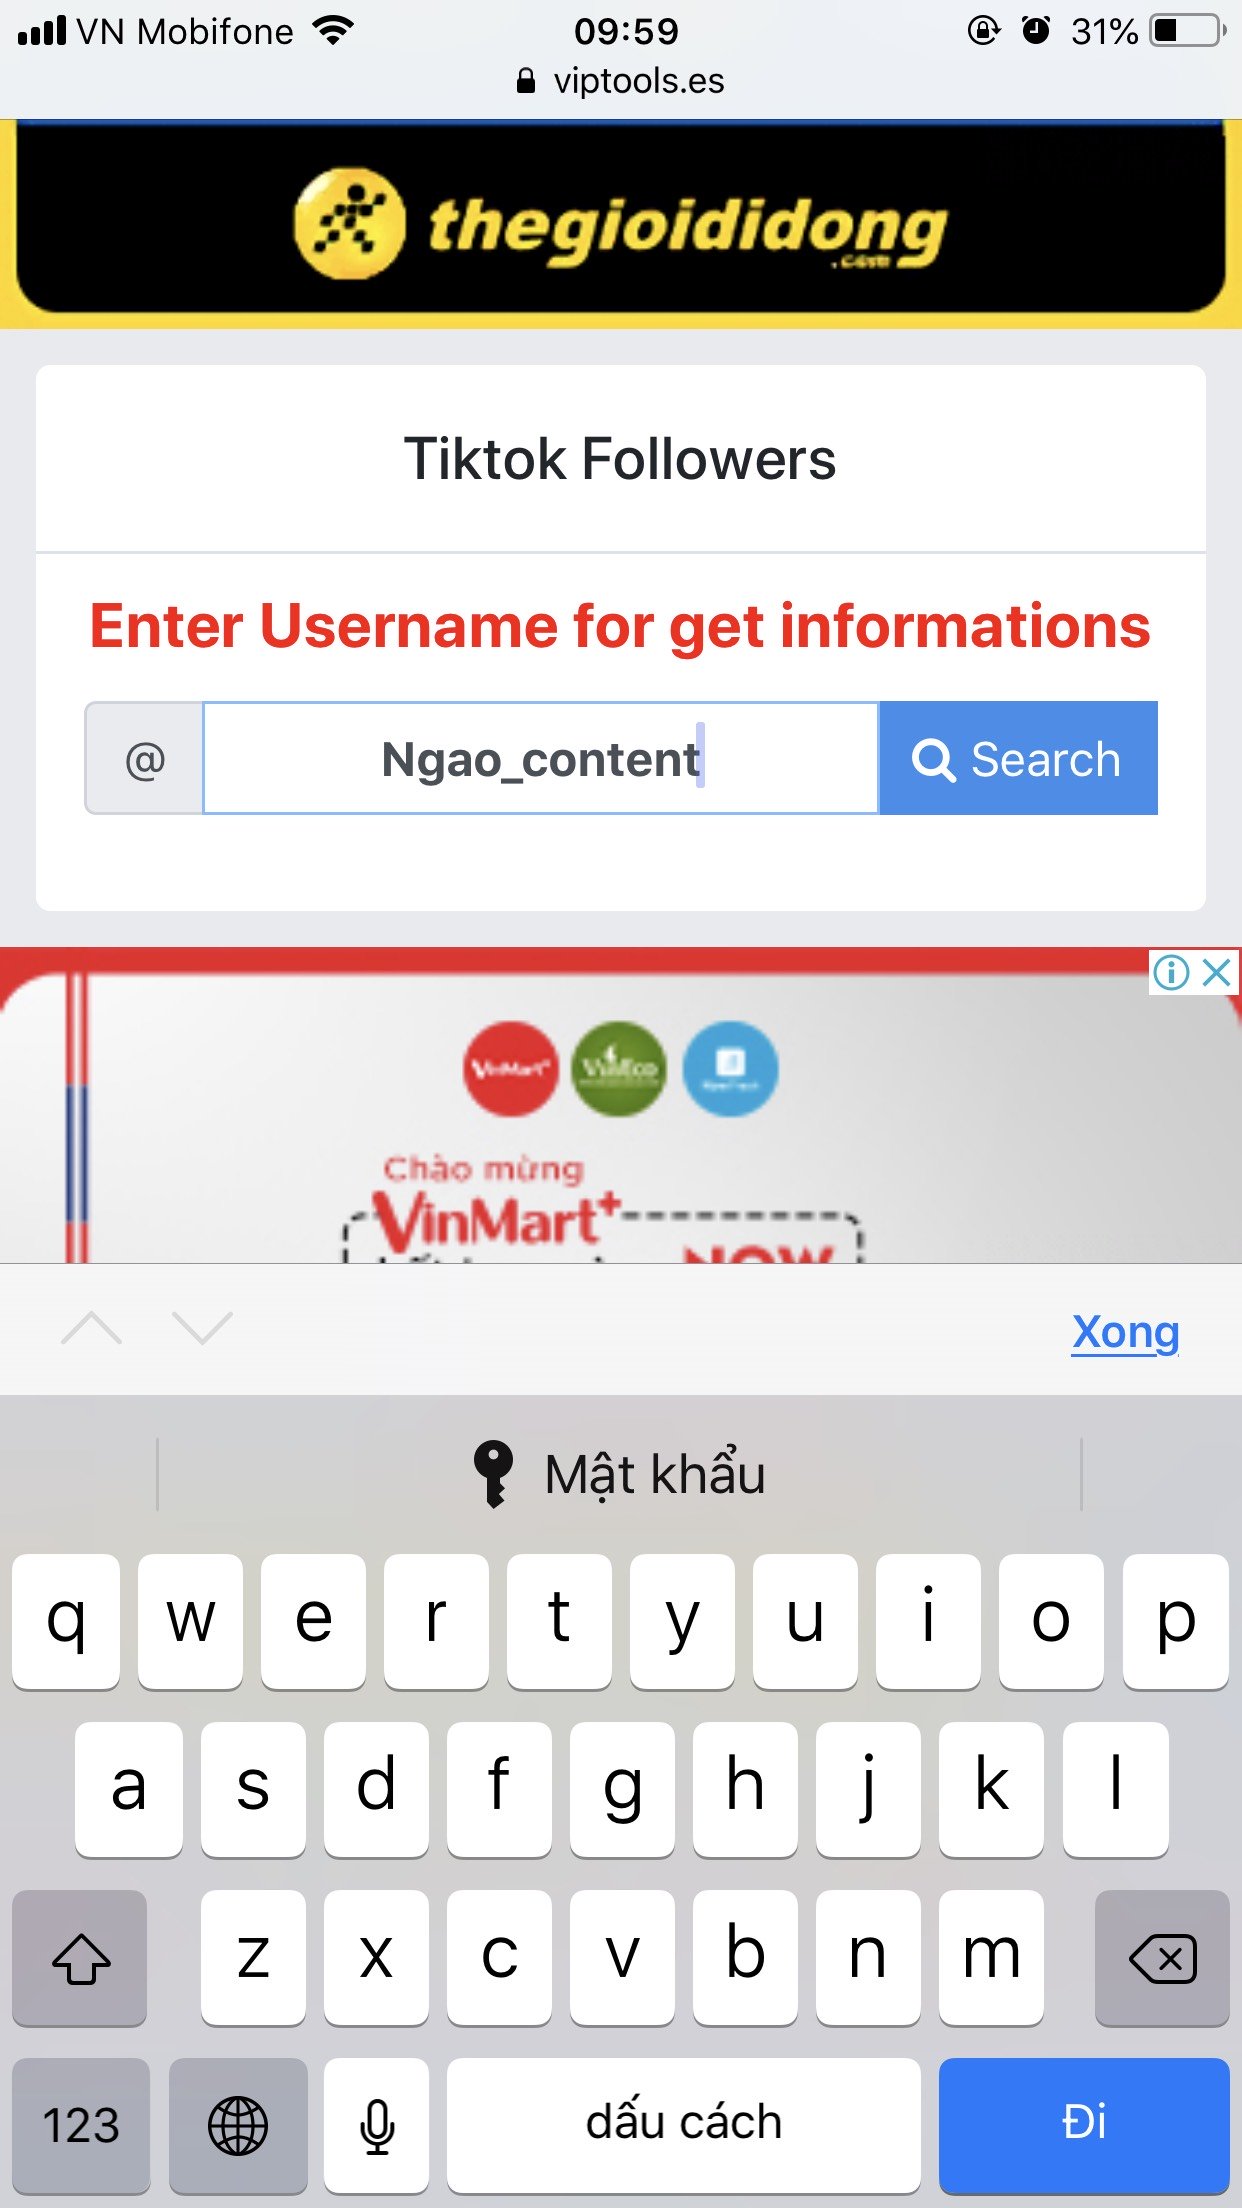 VN Mobifone 09:59 31%
viptools.es
thegioididong
.com
Tiktok Followers
Enter Username for get informations
@ Ngao_content Search
VinMart+ VinEco
Chào mừng
VinMart+
NOW
Xong
Mật khẩu
q w e r t y u i o p
a s d f g h j k l
z x c v b n m
123 dấu cách Đi